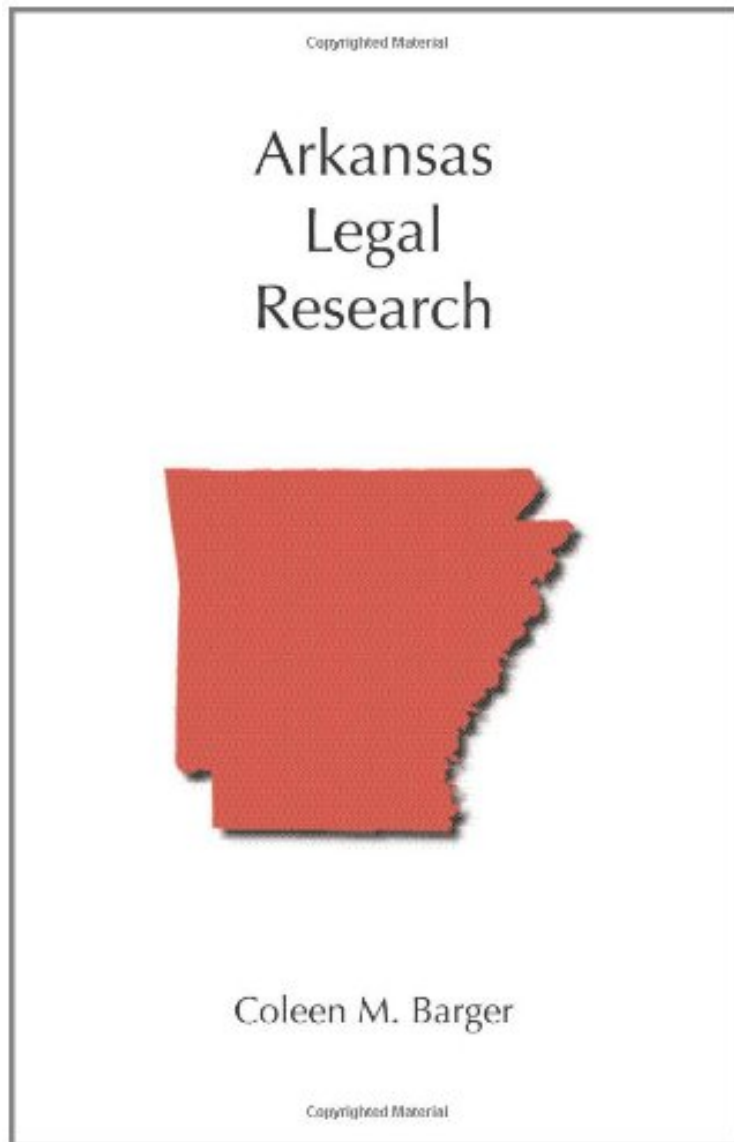 Copyrighted Material
Arkansas
Legal
Research
Coleen M. Barger
Copyrighted Material